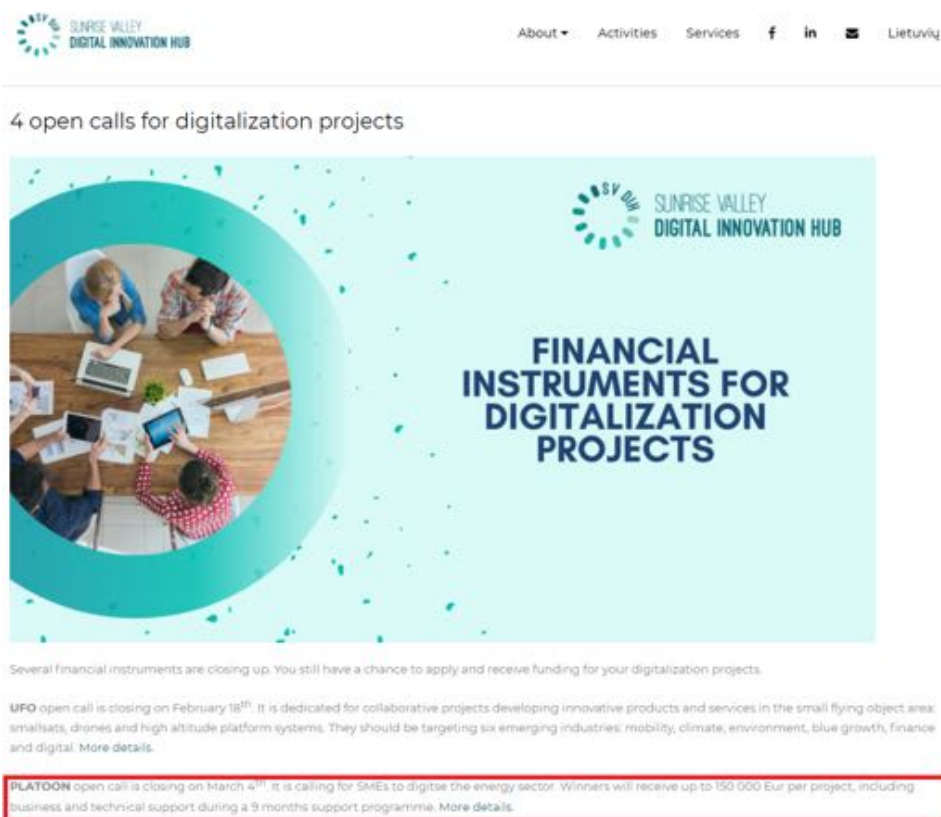 SV DIH
SUNRISE VALLEY
DIGITAL INNOVATION HUB
About Activities Services f in Lietuvių
4 open calls for digitalization projects
SV DIH
SUNRISE VALLEY
DIGITAL INNOVATION HUB
FINANCIAL
INSTRUMENTS FOR
DIGITALIZATION
PROJECTS
Several financial instruments are closing up. You still have a chance to apply and receive funding for your digitalization projects.
UFO open call is closing on February 18th. It is dedicated for collaborative projects developing innovative products and services in the small flying object area:
smallsats, drones and high altitude platform systems. They should be targeting six emerging industries: mobility, climate, environment, blue growth, finance
and digital. More details.
PLATOON open call is closing on March 4th. It is calling for SMEs to digitse the energy sector. Winners will receive up to 150 000 Eur per project, including
business and technical support during a 9 months support programme. More details.